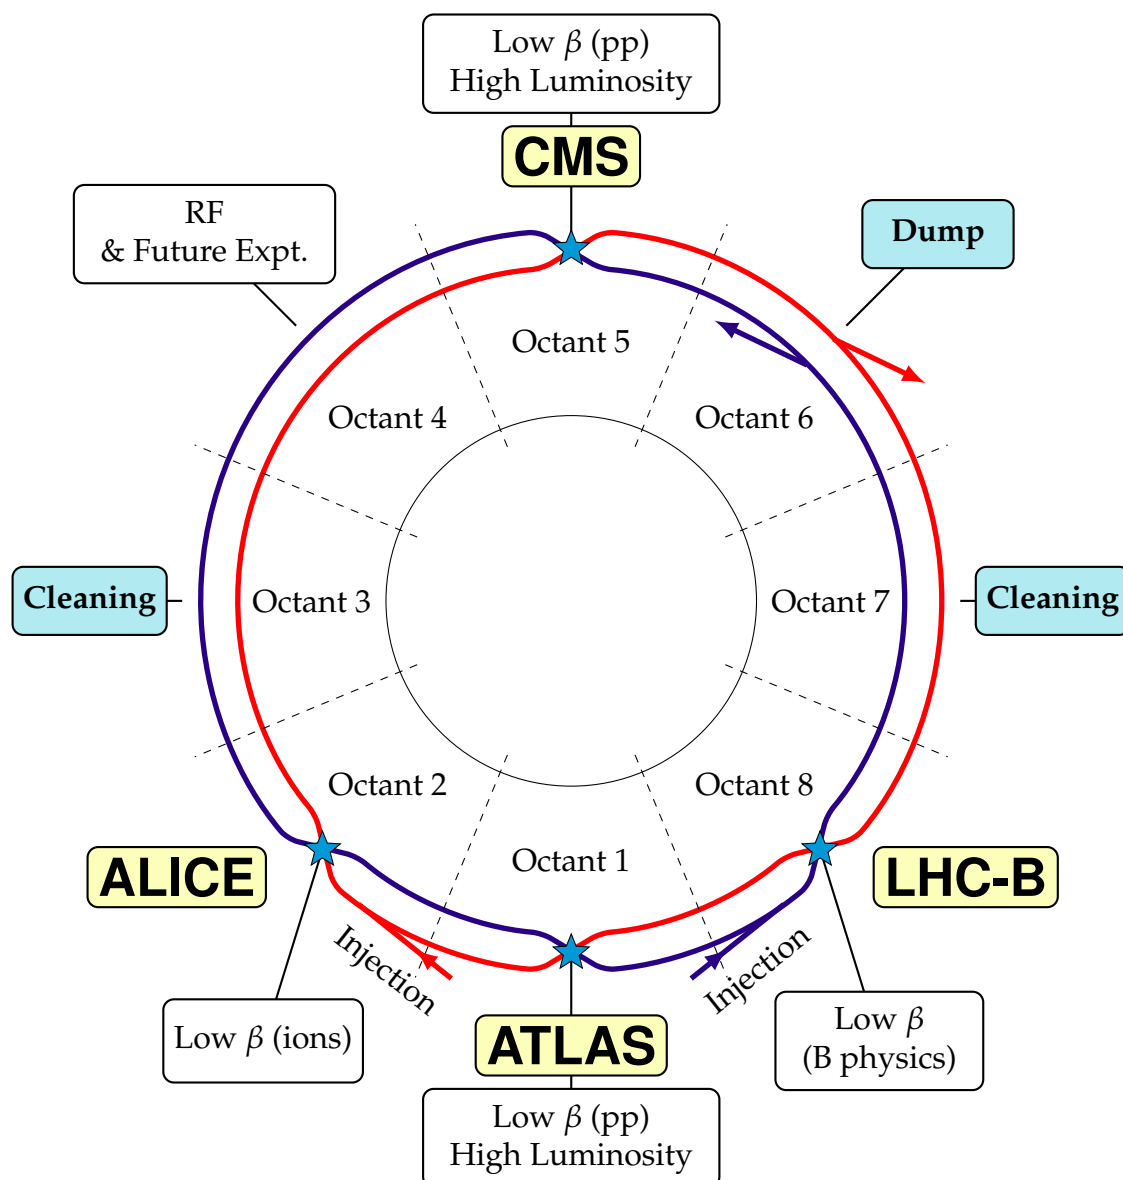 Low β (pp)
High Luminosity
CMS
RF
& Future Expt.
Dump
Octant 5
Octant 4
Octant 6
Cleaning
Octant 3
Octant 7
Cleaning
Octant 2
Octant 8
Octant 1
ALICE
LHC-B
Injection
Injection
Low β (ions)
ATLAS
Low β
(B physics)
Low β (pp)
High Luminosity